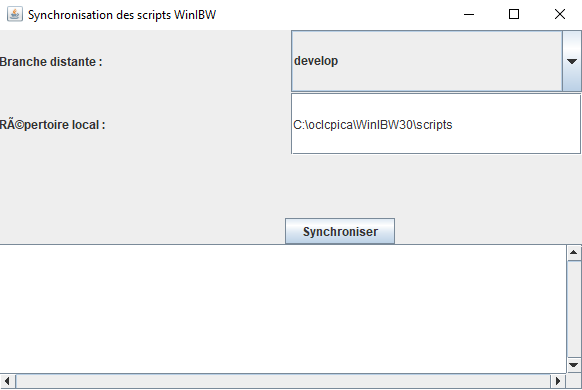 Synchronisation des scripts WinIBW
Branche distante :
develop
RÃ©pertoire local :
C:\oclcpica\WinIBW30\scripts
Synchroniser